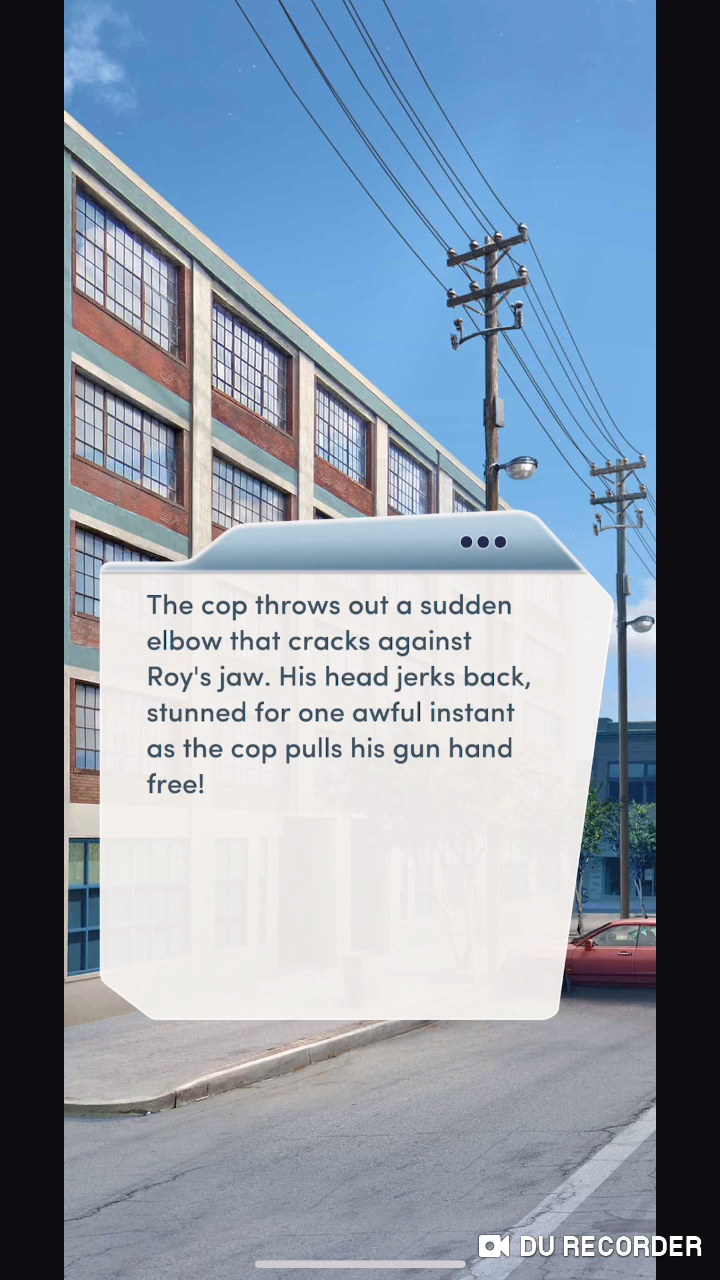 The cop throws out a sudden
elbow that cracks against
Roy's jaw. His head jerks back,
stunned for one awful instant
as the cop pulls his gun hand
free!
DU RECORDER